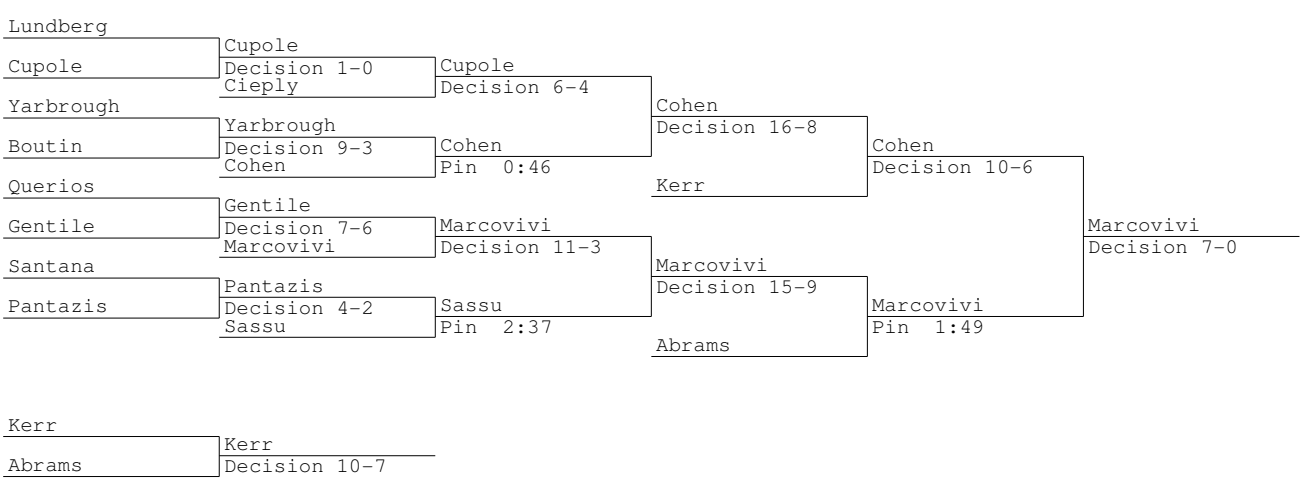 Lundberg
Cupole
Cupole
Decision 1-0
Cupole
Cieply
Decision 6-4
Yarbrough
Cohen
Yarbrough
Decision 16-8
Boutin
Decision 9-3
Cohen
Cohen
Cohen
Pin 0:46
Decision 10-6
Querios
Kerr
Gentile
Gentile
Decision 7-6
Marcovivi
Marcovivi
Marcovivi
Decision 11-3
Decision 7-0
Santana
Marcovivi
Pantazis
Decision 15-9
Pantazis
Decision 4-2
Sassu
Marcovivi
Sassu
Pin 2:37
Pin 1:49
Abrams
Kerr
Kerr
Abrams
Decision 10-7